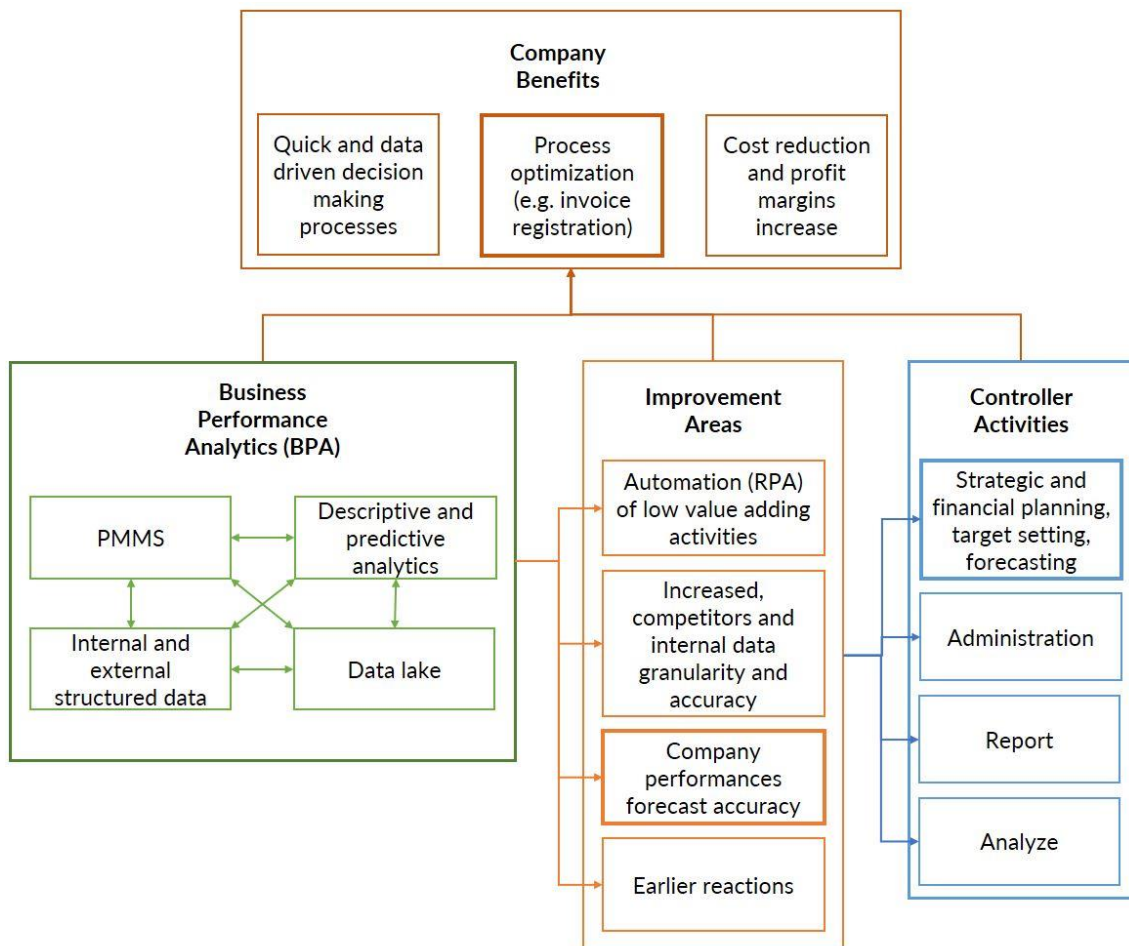 Company
Benefits
Quick and data
driven decision
making
processes
Process
optimization
(e.g. invoice
registration)
Cost reduction
and profit
margins
increase
Business
Performance
Analytics (BPA)
PMMS
Descriptive and
predictive
analytics
Internal and
external
structured data
Data lake
Improvement
Areas
Automation (RPA)
of low value adding
activities
Increased,
competitors and
internal data
granularity and
accuracy
Company
performances
forecast accuracy
Earlier reactions
Controller
Activities
Strategic and
financial planning,
target setting,
forecasting
Administration
Report
Analyze